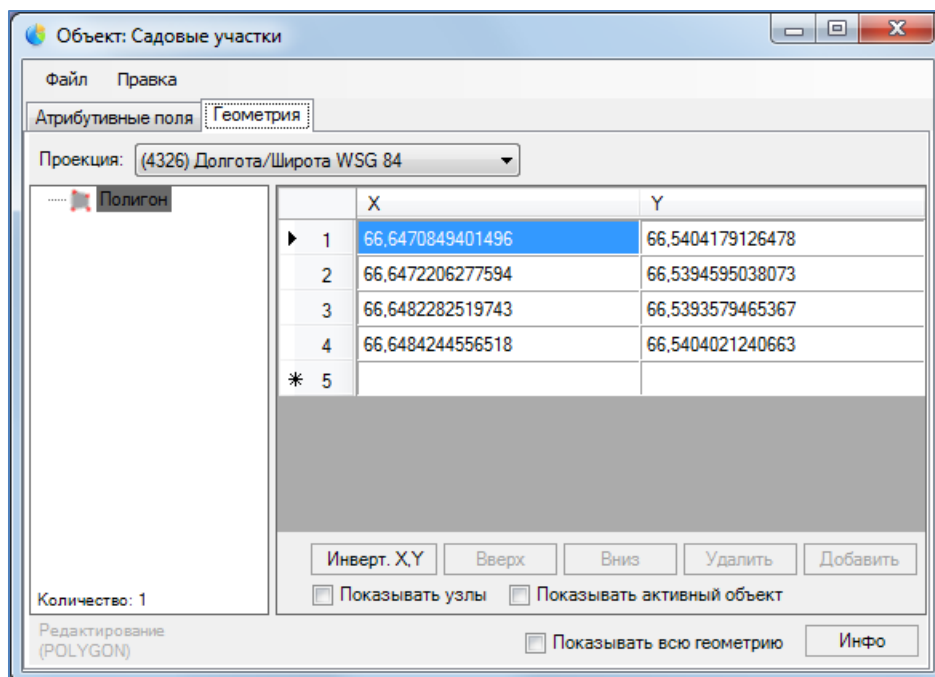 Объект: Садовые участки
Файл Правка
Атрибутивные поля Геометрия
Проекция: (4326) Долгота/Широта WSG 84
Полигон
X Y
1 66,6470849401496 66,5404179126478
2 66,6472206277594 66,5394595038073
3 66,6482282519743 66,5393579465367
4 66,6484244556518 66,5404021240663
* 5
Инверт. X,Y Вверх Вниз Удалить Добавить
Показывать узлы Показывать активный объект
Количество: 1
Редактирование
(POLYGON)
Показывать всю геометрию Инфо